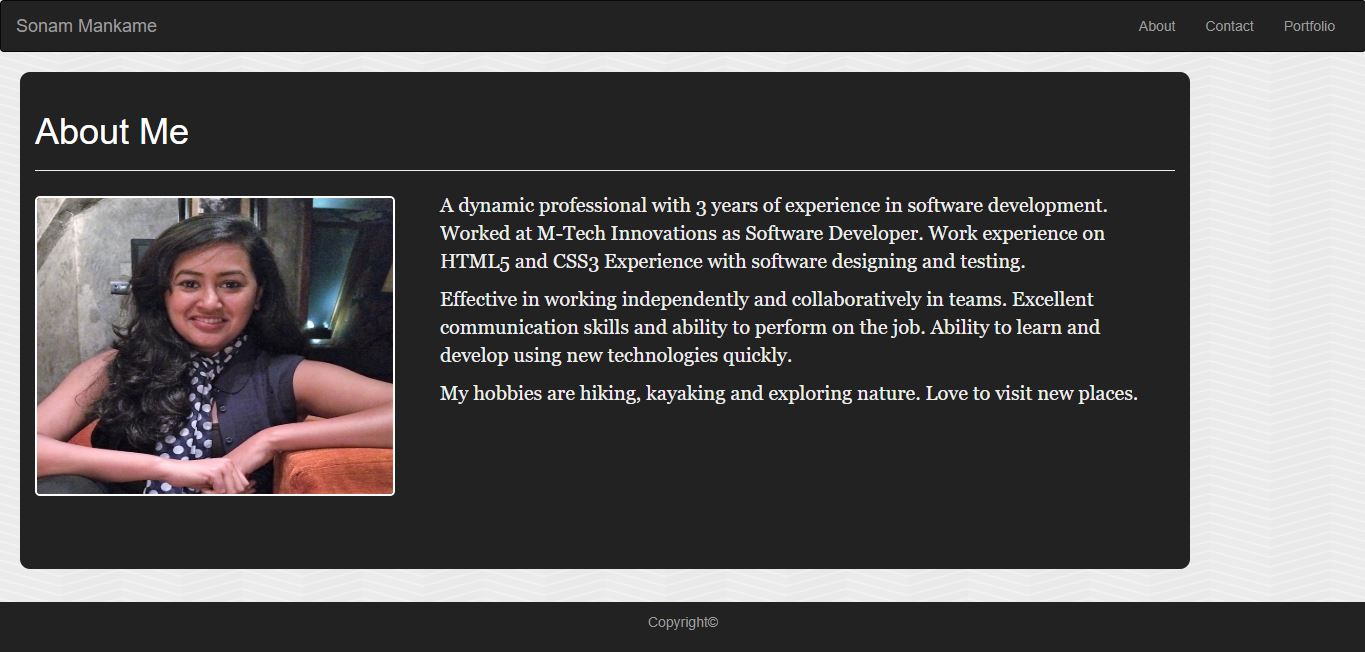 Sonam Mankame
About Contact Portfolio
About Me
A dynamic professional with 3 years of experience in software development.
Worked at M-Tech Innovations as Software Developer. Work experience on
HTML5 and CSS3 Experience with software designing and testing.
Effective in working independently and collaboratively in teams. Excellent
communication skills and ability to perform on the job. Ability to learn and
develop using new technologies quickly.
My hobbies are hiking, kayaking and exploring nature. Love to visit new places.
Copyright©